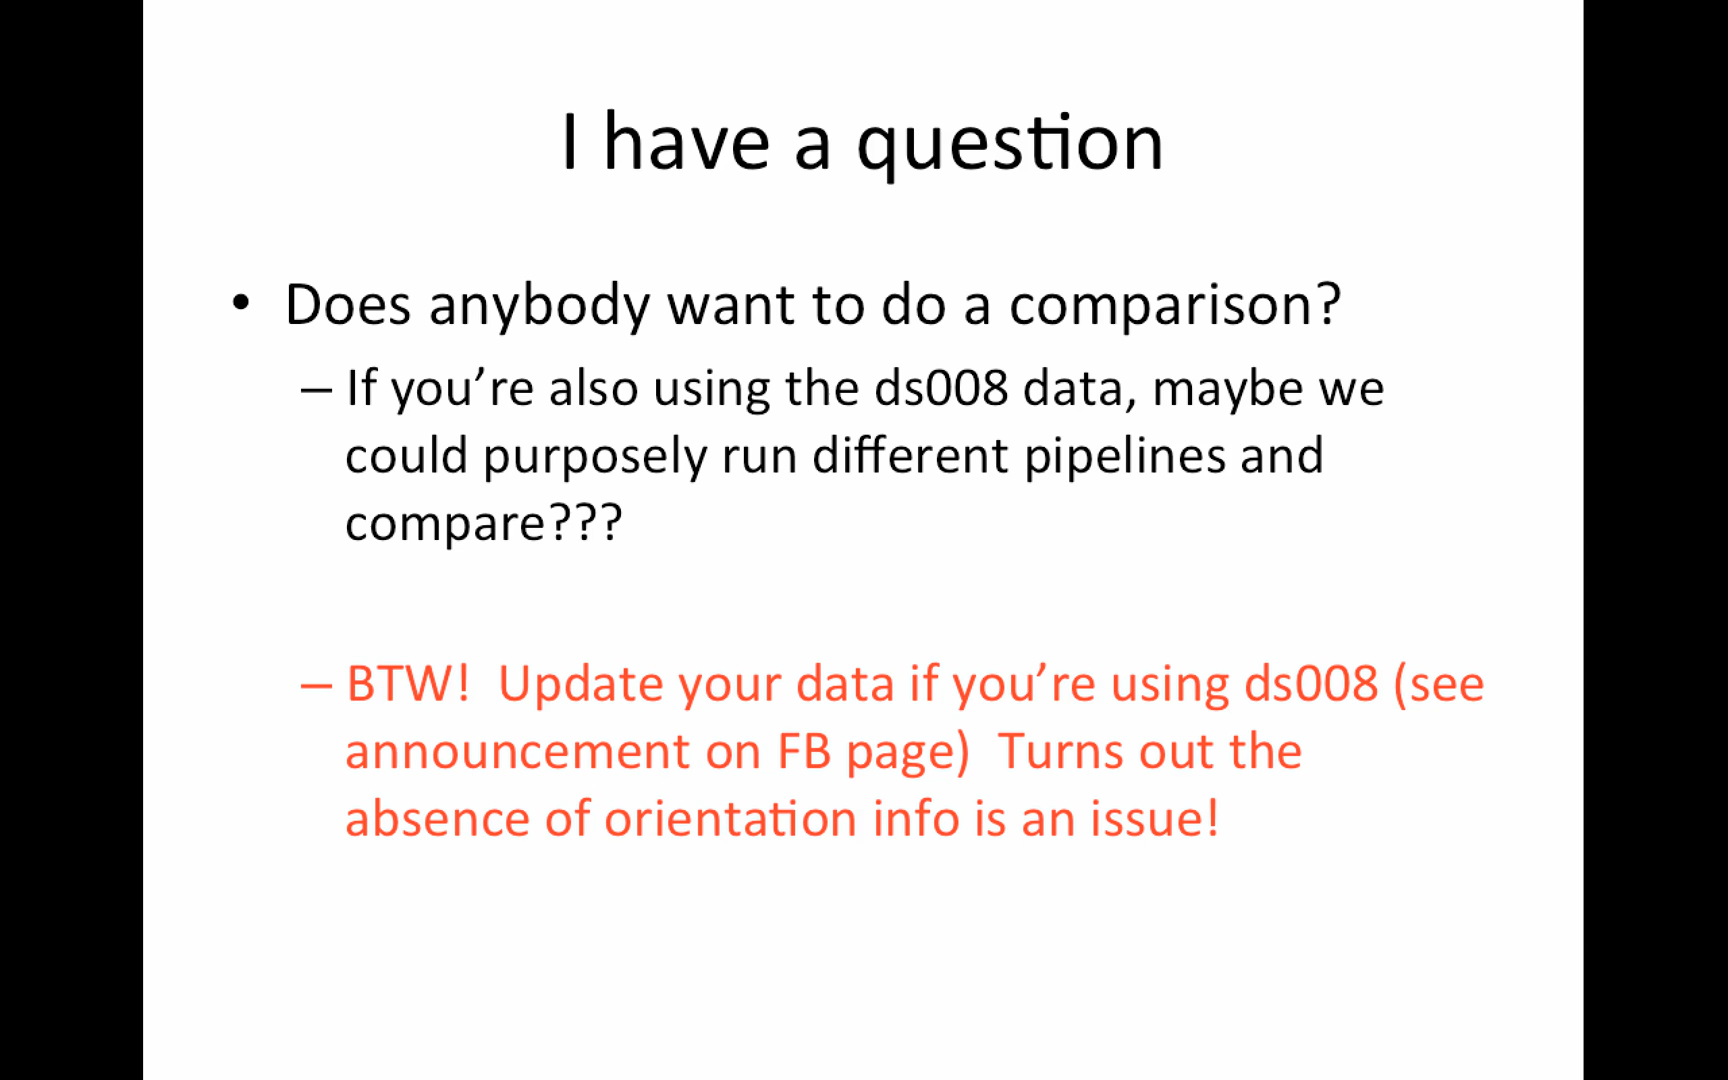 I have a question
• Does anybody want to do a comparison?
– If you’re also using the ds008 data, maybe we
could purposely run different pipelines and
compare???
– BTW!  Update your data if you’re using ds008 (see
announcement on FB page)  Turns out the
absence of orientation info is an issue!